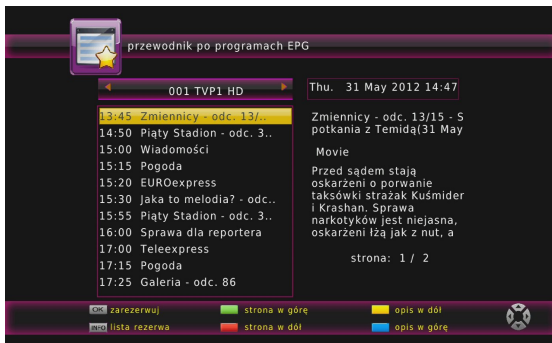 przewodnik po programach EPG
001 TVP1 HD
Thu. 31 May 2012 14:47
13:45 Zmiennicy - odc. 13/..
14:50 Piąty Stadion - odc. 3..
15:00 Wiadomości
15:15 Pogoda
15:20 EUROexpress
15:30 Jaka to melodia? - odc..
15:55 Piąty Stadion - odc. 3..
16:00 Sprawa dla reportera
17:00 Teleexpress
17:15 Pogoda
17:25 Galeria - odc. 86
Zmiennicy - odc. 13/15 - S
potkania z Temidą(31 May
Movie
Przed sądem stają
oskarżeni o porwanie
taksówki strażak Kuśmider
i Krashan. Sprawa
narkotyków jest niejasna,
oskarżeni łżą jak z nut, a
strona: 1 / 2
OK zarezerwuj
strona w górę
opis w dół
INFO lista rezerwa
strona w dół
opis w górę